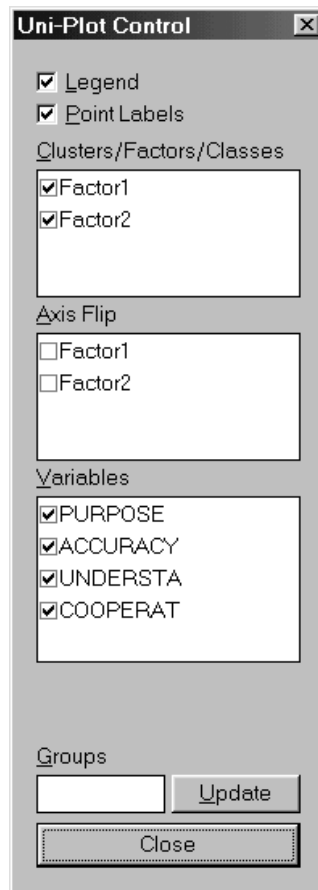 Uni-Plot Control
Legend
Point Labels
Clusters/Factors/Classes
Factor1
Factor2
Axis Flip
Factor1
Factor2
Variables
PURPOSE
ACCURACY
UNDERSTA
COOPERAT
Groups
Update
Close